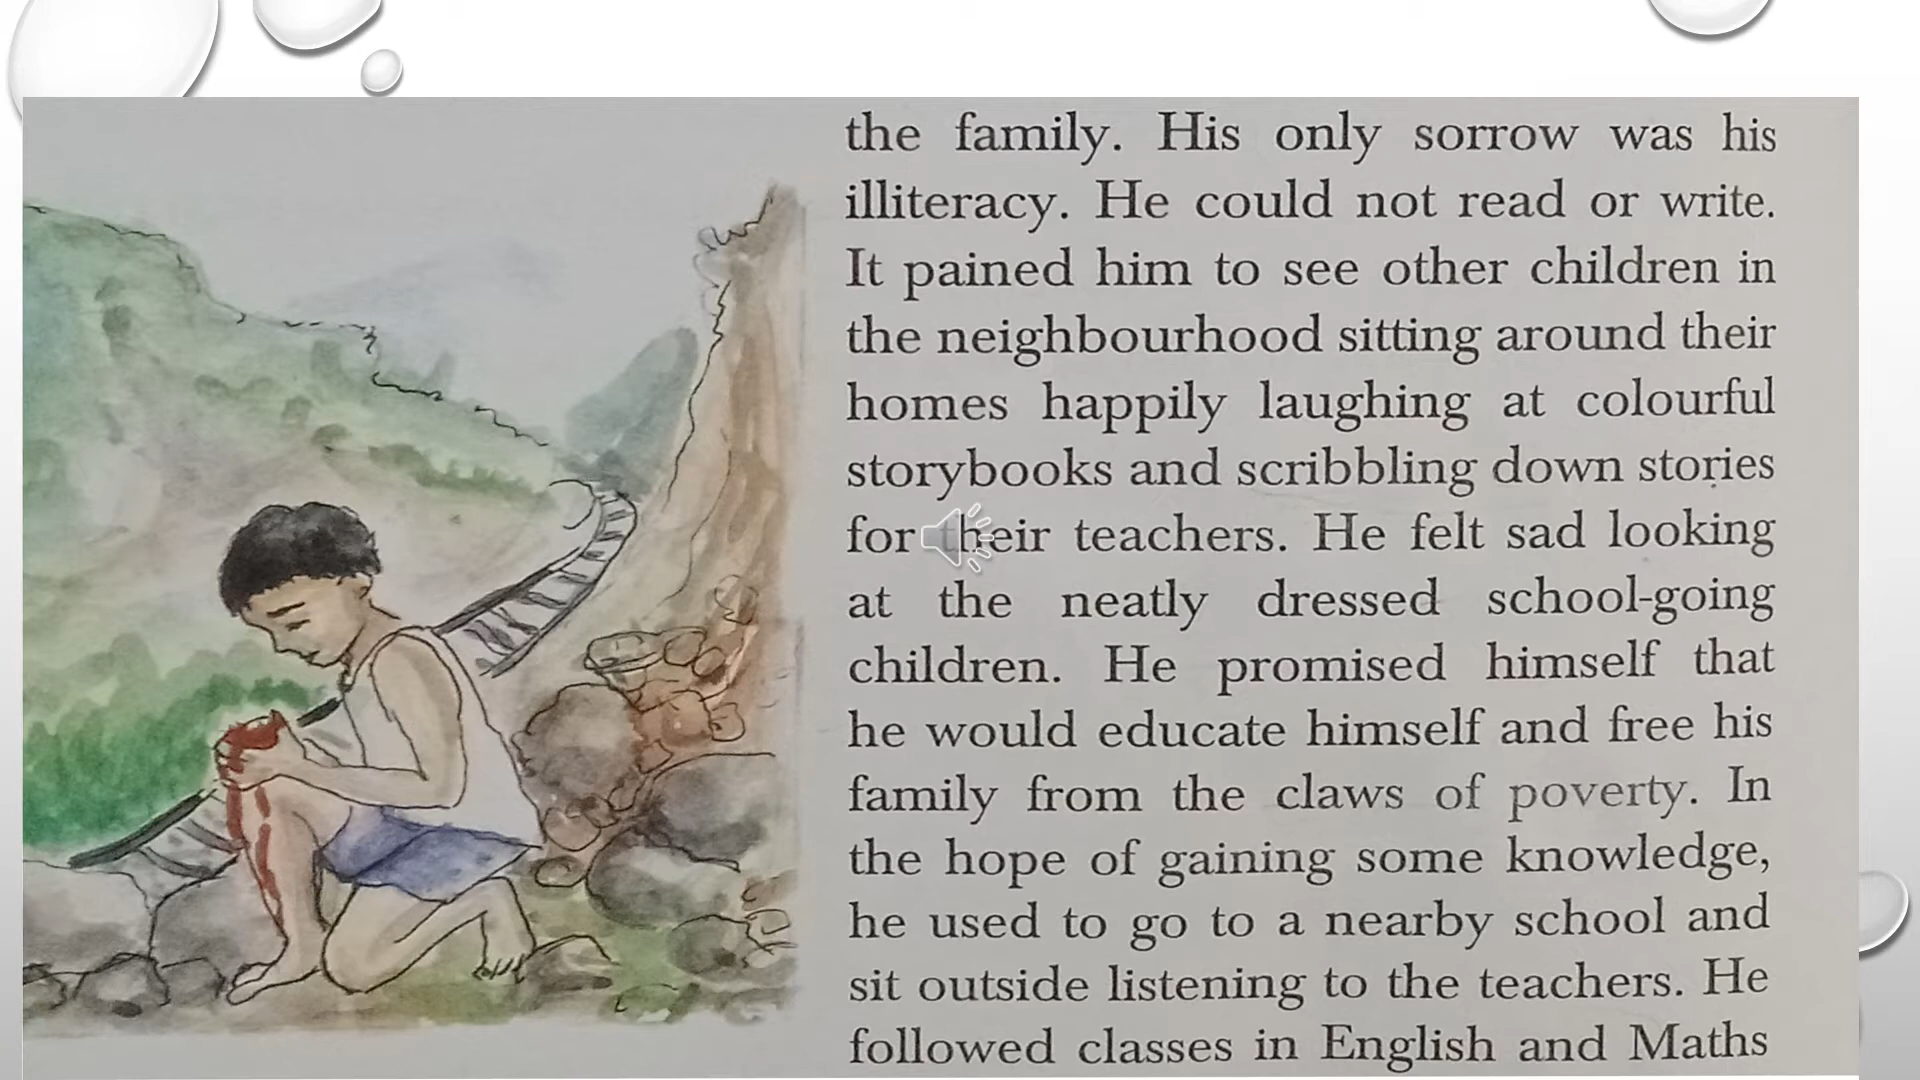 the family. His only sorrow was his
illiteracy. He could not read or write.
It pained him to see other children in
the neighbourhood sitting around their
homes happily laughing at colourful
storybooks and scribbling down stories
for their teachers. He felt sad looking
at the neatly dressed school-going
children. He promised himself that
he would educate himself and free his
family from the claws of poverty. In
the hope of gaining some knowledge,
he used to go to a nearby school and
sit outside listening to the teachers. He
followed classes in English and Maths